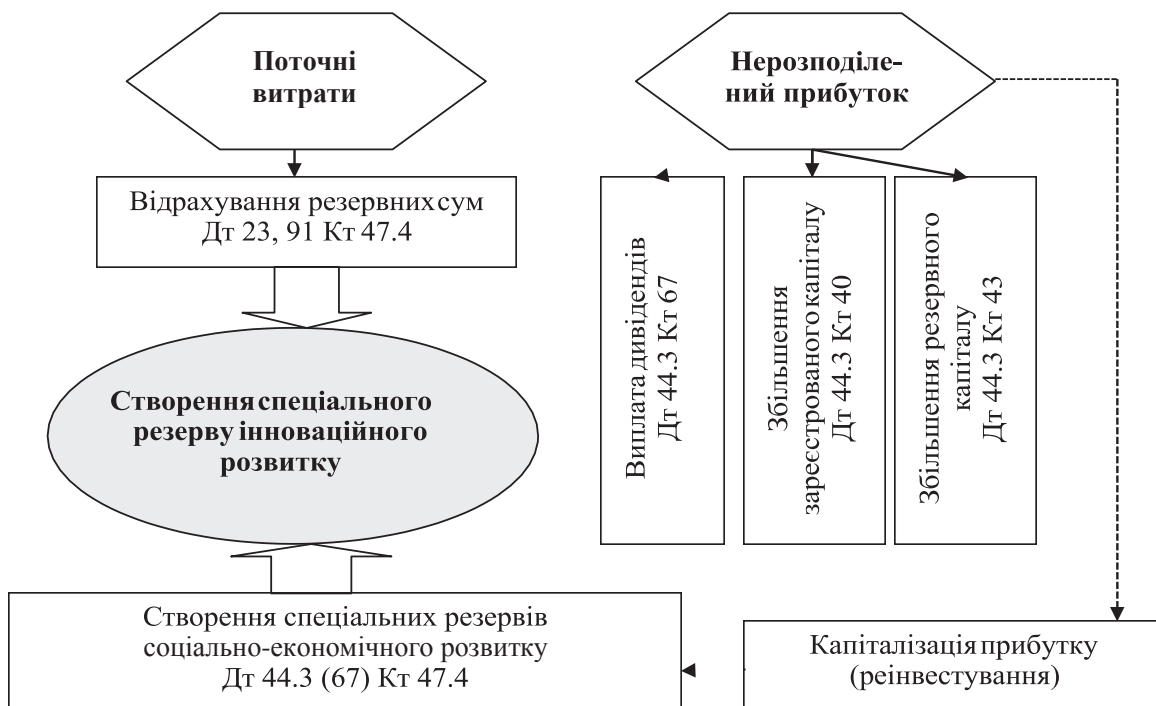 Поточні
витрати
Нерозподіле-
ний прибуток
Відрахування резервних сум
Дт 23, 91 Кт 47.4
Виплата дивідендів
Дт 44.3 Кт 67
Збільшення
зареєстрованого капіталу
Дт 44.3 Кт 40
Збільшення резервного
капіталу
Дт 44.3 Кт 43
Створення спеціального
резерву інноваційного
розвитку
Створення спеціальних резервів
соціально-економічного розвитку
Дт 44.3 (67) Кт 47.4
Капіталізація прибутку
(реінвестування)